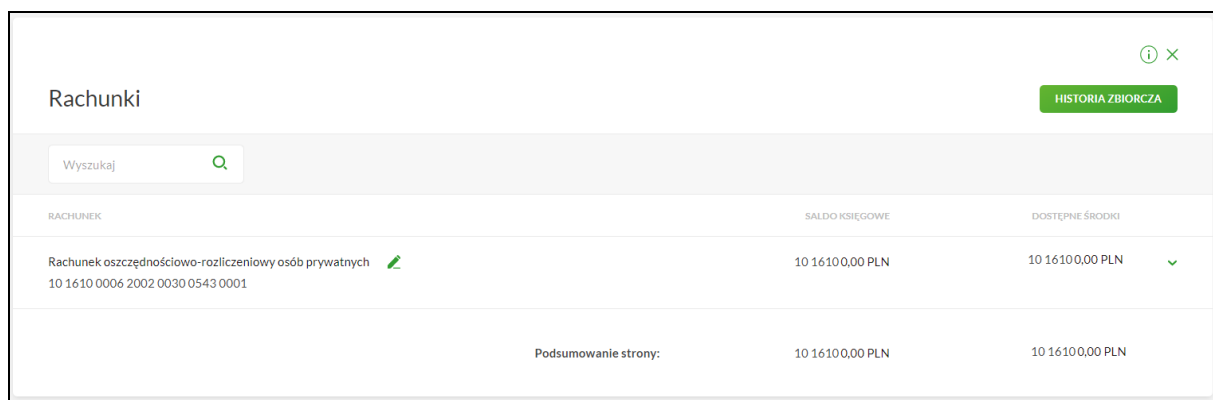 Rachunki
HISTORIA ZBIORCZA
Wyszukaj
RACHUNEK SALDO KSIĘGOWE DOSTĘPNE ŚRODKI
Rachunek oszczędnościowo-rozliczeniowy osób prywatnych 10 1610 0,00 PLN 10 1610 0,00 PLN
10 1610 0006 2002 0030 0543 0001
Podsumowanie strony: 10 1610 0,00 PLN 10 1610 0,00 PLN